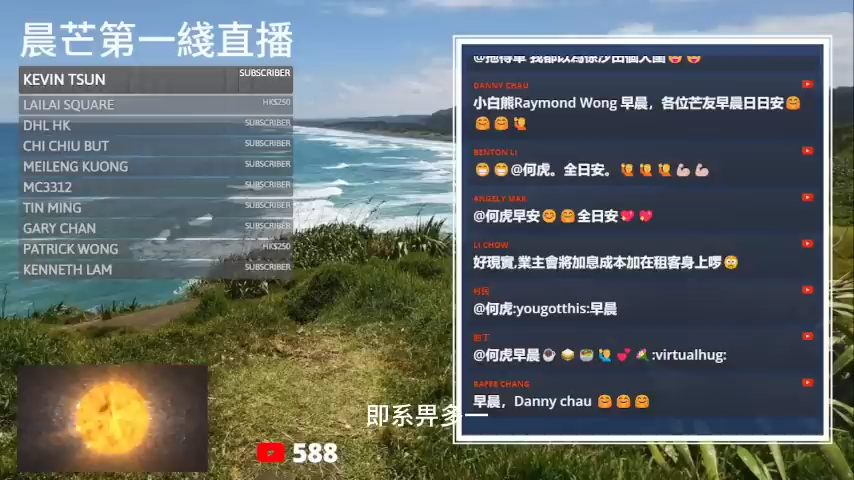 晨芒第一綫直播
KEVIN TSUN SUBSCRIBER
LAILAI SQUARE HK$250
DHL HK SUBSCRIBER
CHI CHIU BUT SUBSCRIBER
MEILENG KUONG SUBSCRIBER
MC3312 SUBSCRIBER
TIN MING SUBSCRIBER
GARY CHAN SUBSCRIBER
PATRICK WONG HK$250
KENNETH LAM SUBSCRIBER
DANNY CHAU
小白熊Raymond Wong 早晨，各位芒友早晨日日安🤗
🤗🤗🙋
BENTON LI
😁😁@何虎。全日安。🙋🙋🙋💪🏻💪🏻
ANGELY MAK
@何虎早安😊🤗全日安💖💖
LI CHOW
好現實,業主會將加息成本加在租客身上啰😨
村民
@何虎:yougotthis:早晨
@何虎早晨☕🍚🍜🙋💕🌷:virtualhug:
RAFEE CHANG
早晨，Danny chau 🤗🤗🤗
即系畀多一
588